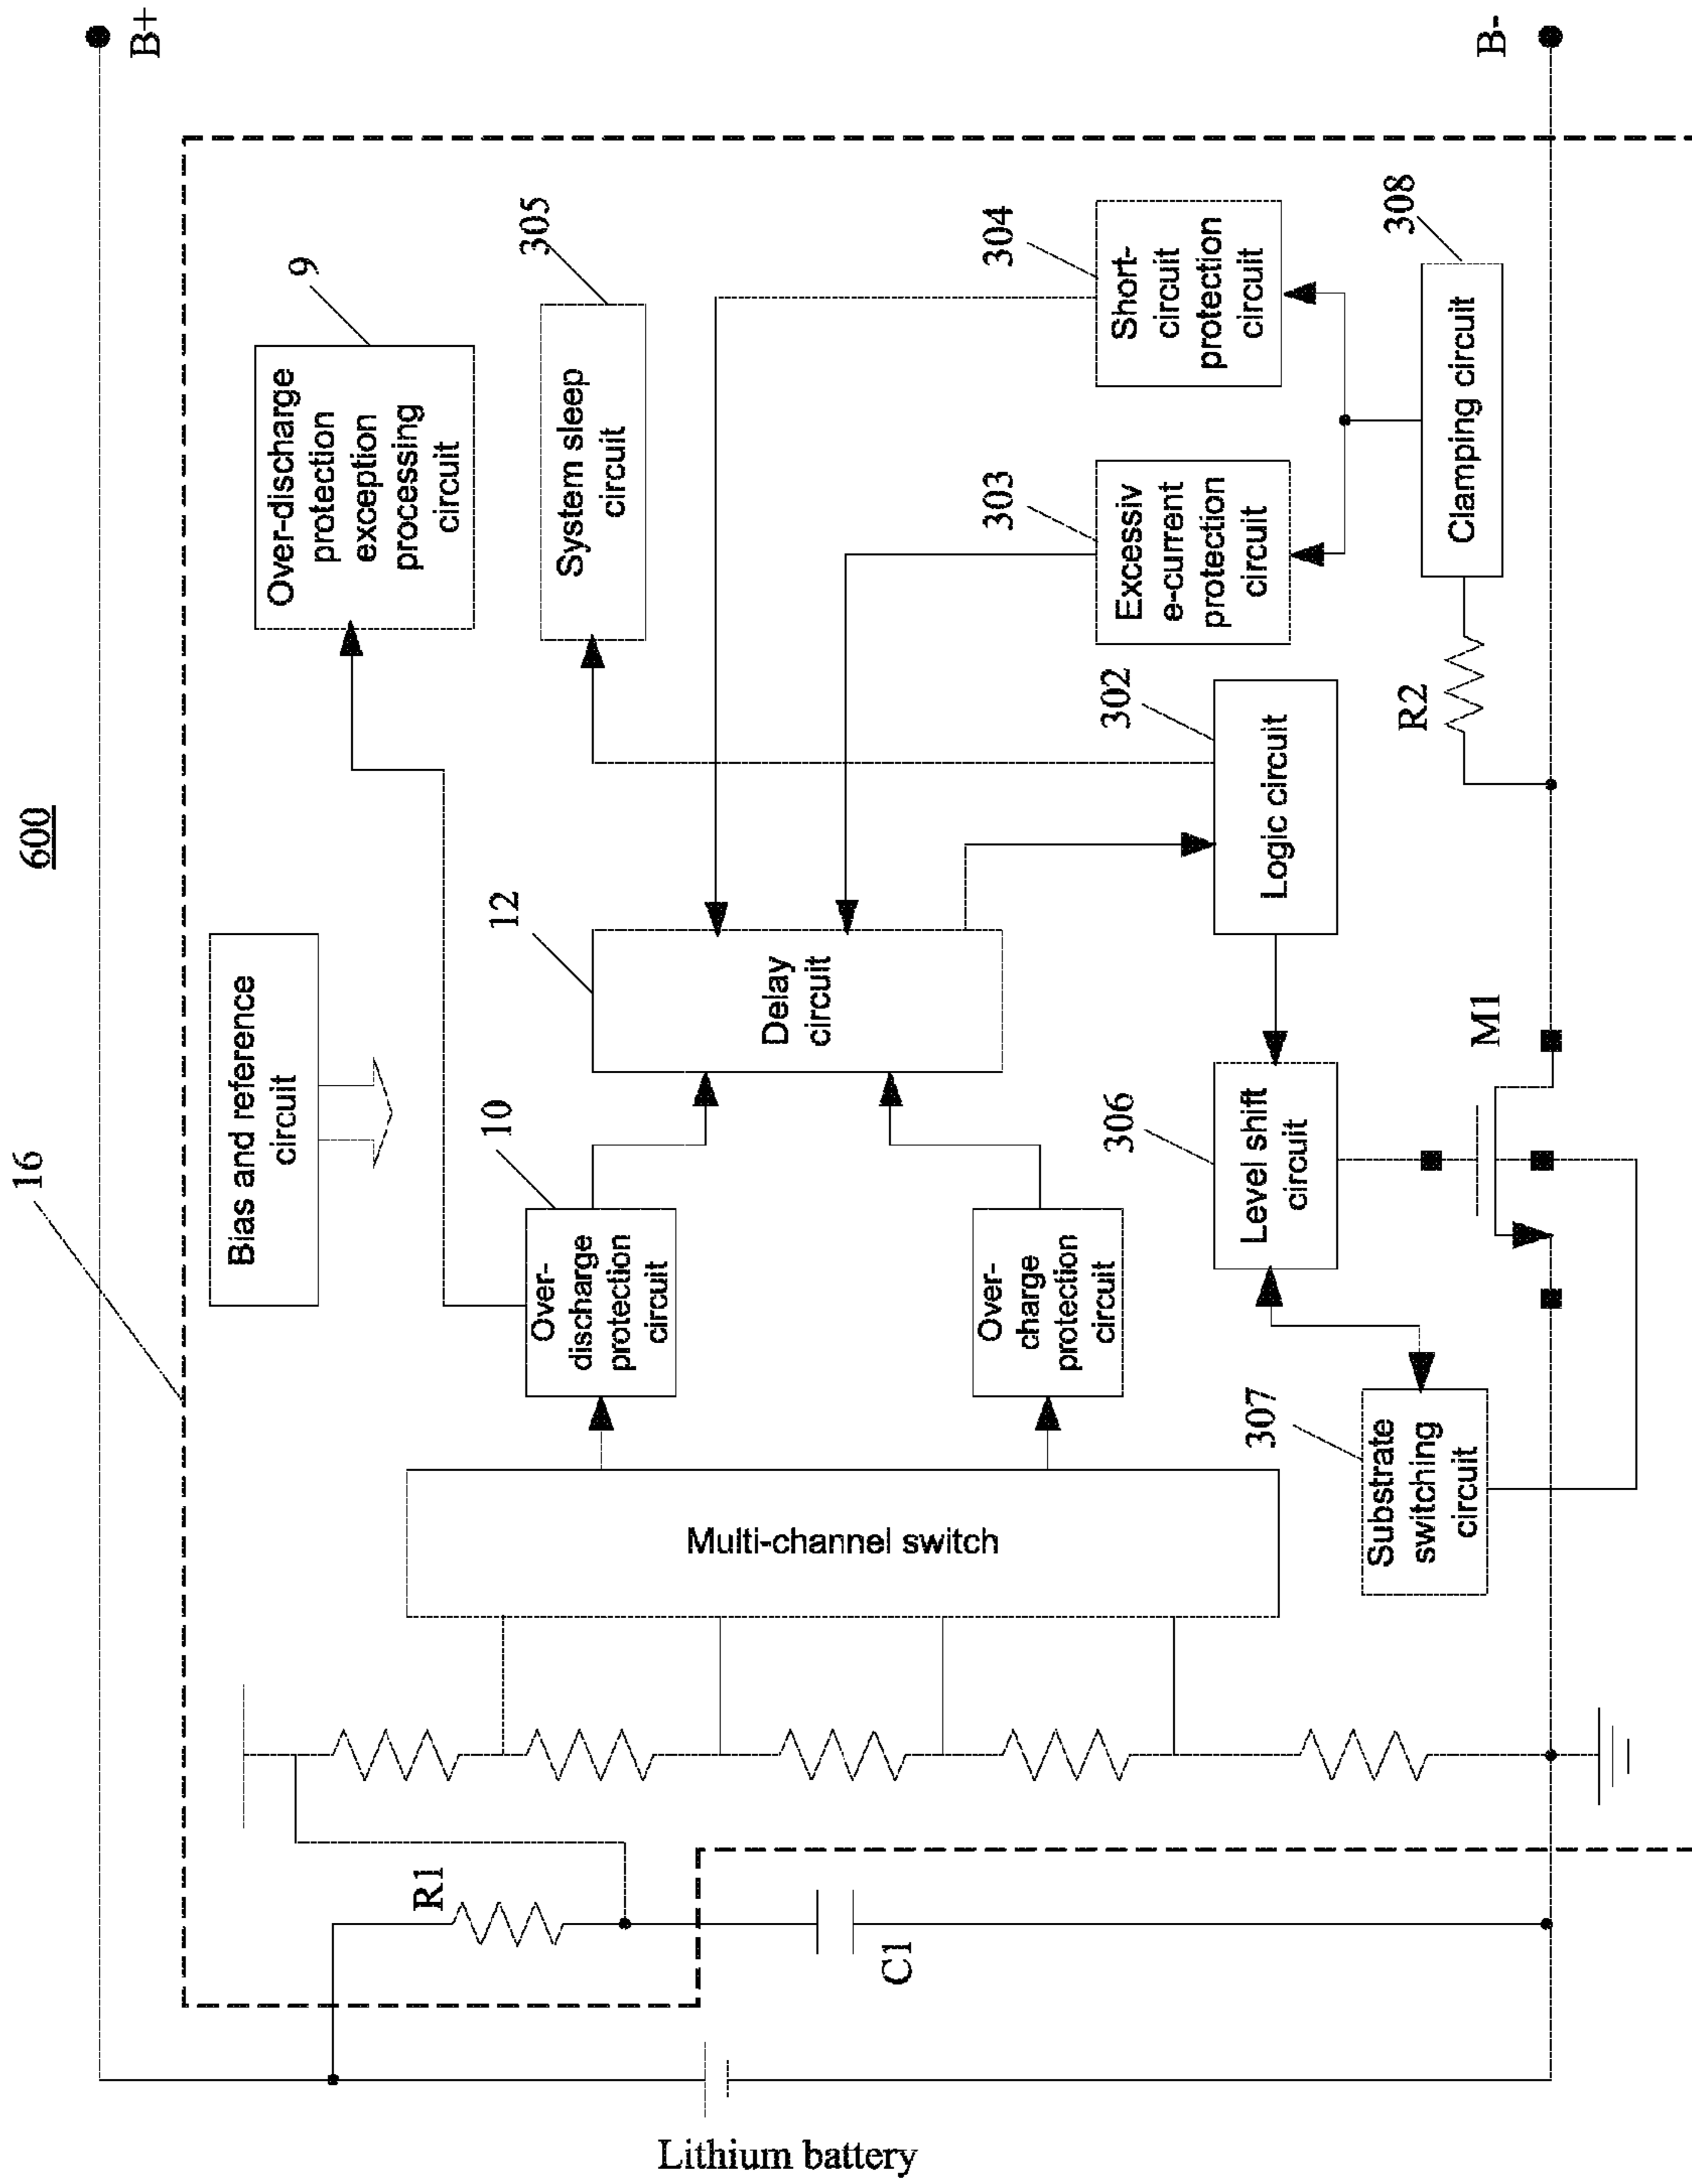 600
16
B+
Bias and reference
circuit
9
Over-discharge
protection
exception
processing
circuit
305
System sleep
circuit
12
Delay
circuit
10
Over-
discharge
protection
circuit
Over-
charge
protection
circuit
Multi-channel switch
304
Short-
circuit
protection
circuit
303
Excessiv
e-current
protection
circuit
302
Logic circuit
306
Level shift
circuit
307
Substrate
switching
circuit
308
Clamping circuit
R2
M1
B-
R1
C1
Lithium battery